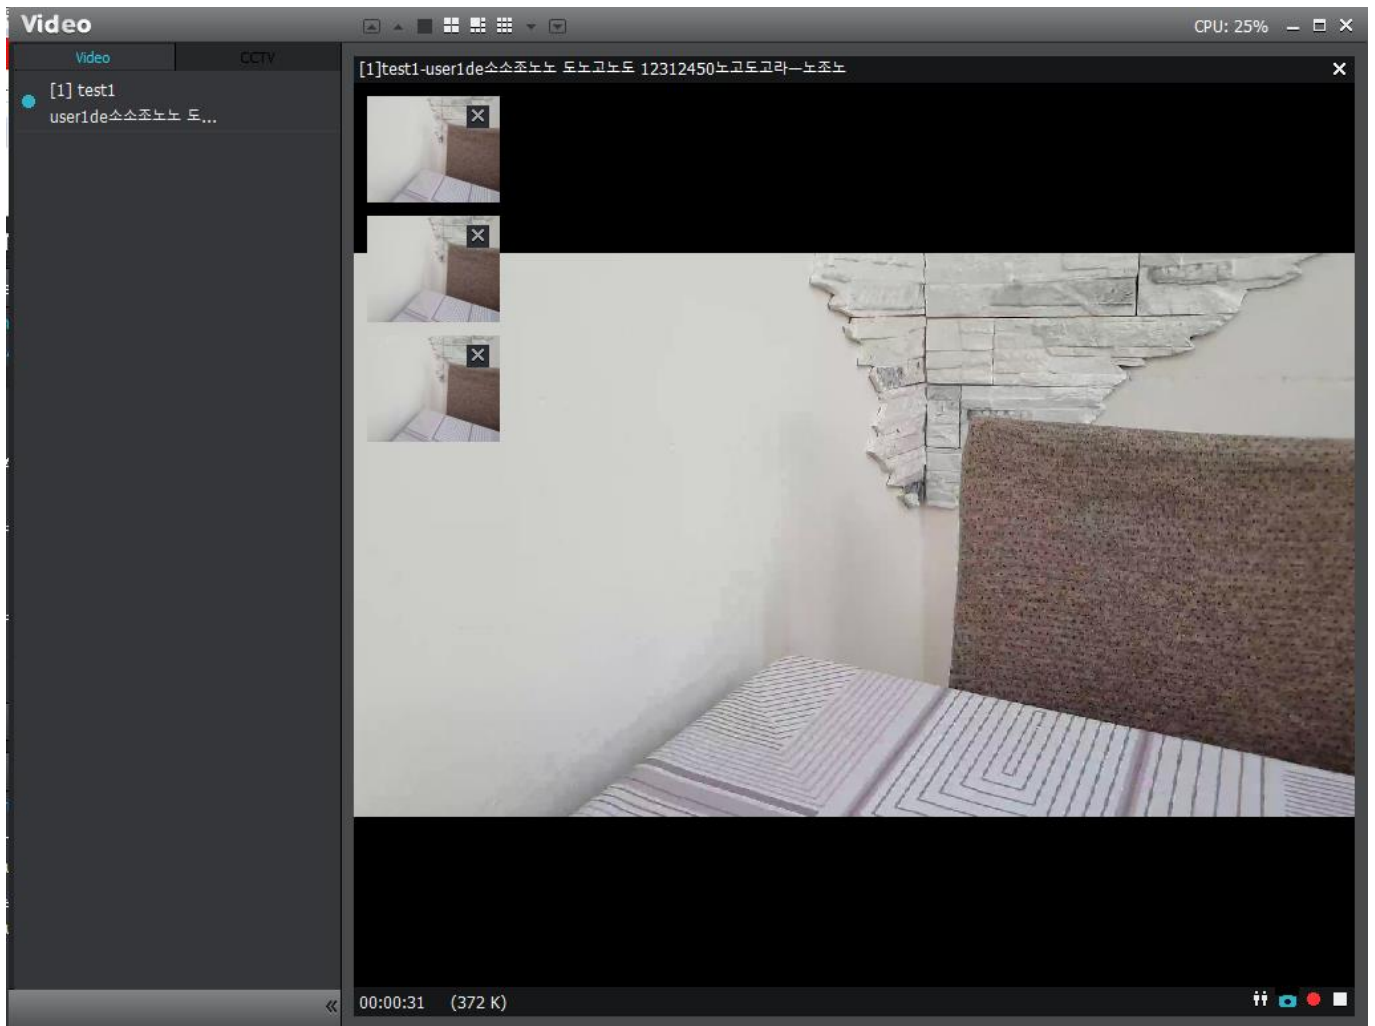 Video
CPU: 25%
Video
CCTV
[1] test1
user1de소소조노노 도...
[1]test1-user1de소소조노노 도노고노도 12312450노고도고라ㅡ노조노
00:00:31 (372 K)